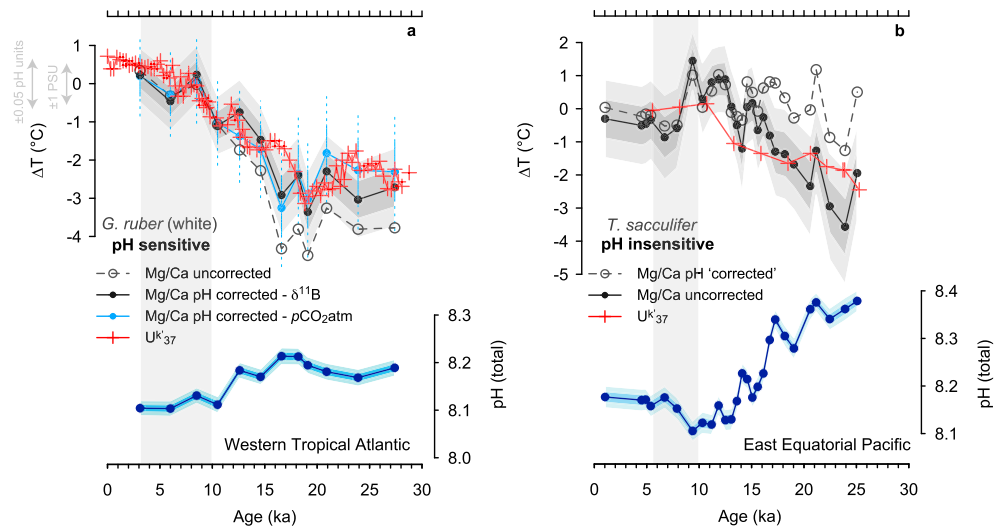 a
b
±0.05 pH units
±1 PSU
ΔT (°C)
1
0
-1
-2
-3
-4
G. ruber (white)
pH sensitive
Mg/Ca uncorrected
Mg/Ca pH corrected - δ11B
Mg/Ca pH corrected - pCO2atm
Uk'37
8.3
8.2
8.1
8.0
pH (total)
Western Tropical Atlantic
0 5 10 15 20 25 30
Age (ka)
ΔT (°C)
2
1
0
-1
-2
-3
-4
-5
T. sacculifer
pH insensitive
Mg/Ca pH ‘corrected’
Mg/Ca uncorrected
Uk'37
8.4
8.3
8.2
8.1
pH (total)
East Equatorial Pacific
0 5 10 15 20 25 30
Age (ka)